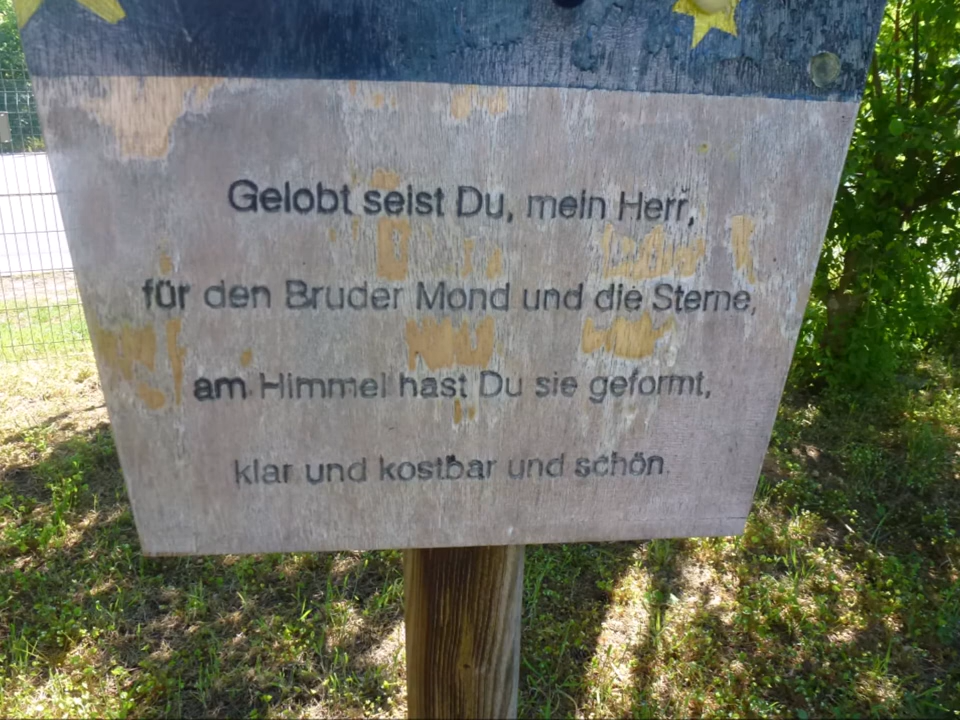 Gelobt seist Du, mein Herr,
für den Bruder Mond und die Sterne,
am Himmel hast Du sie geformt,
klar und kostbar und schön.